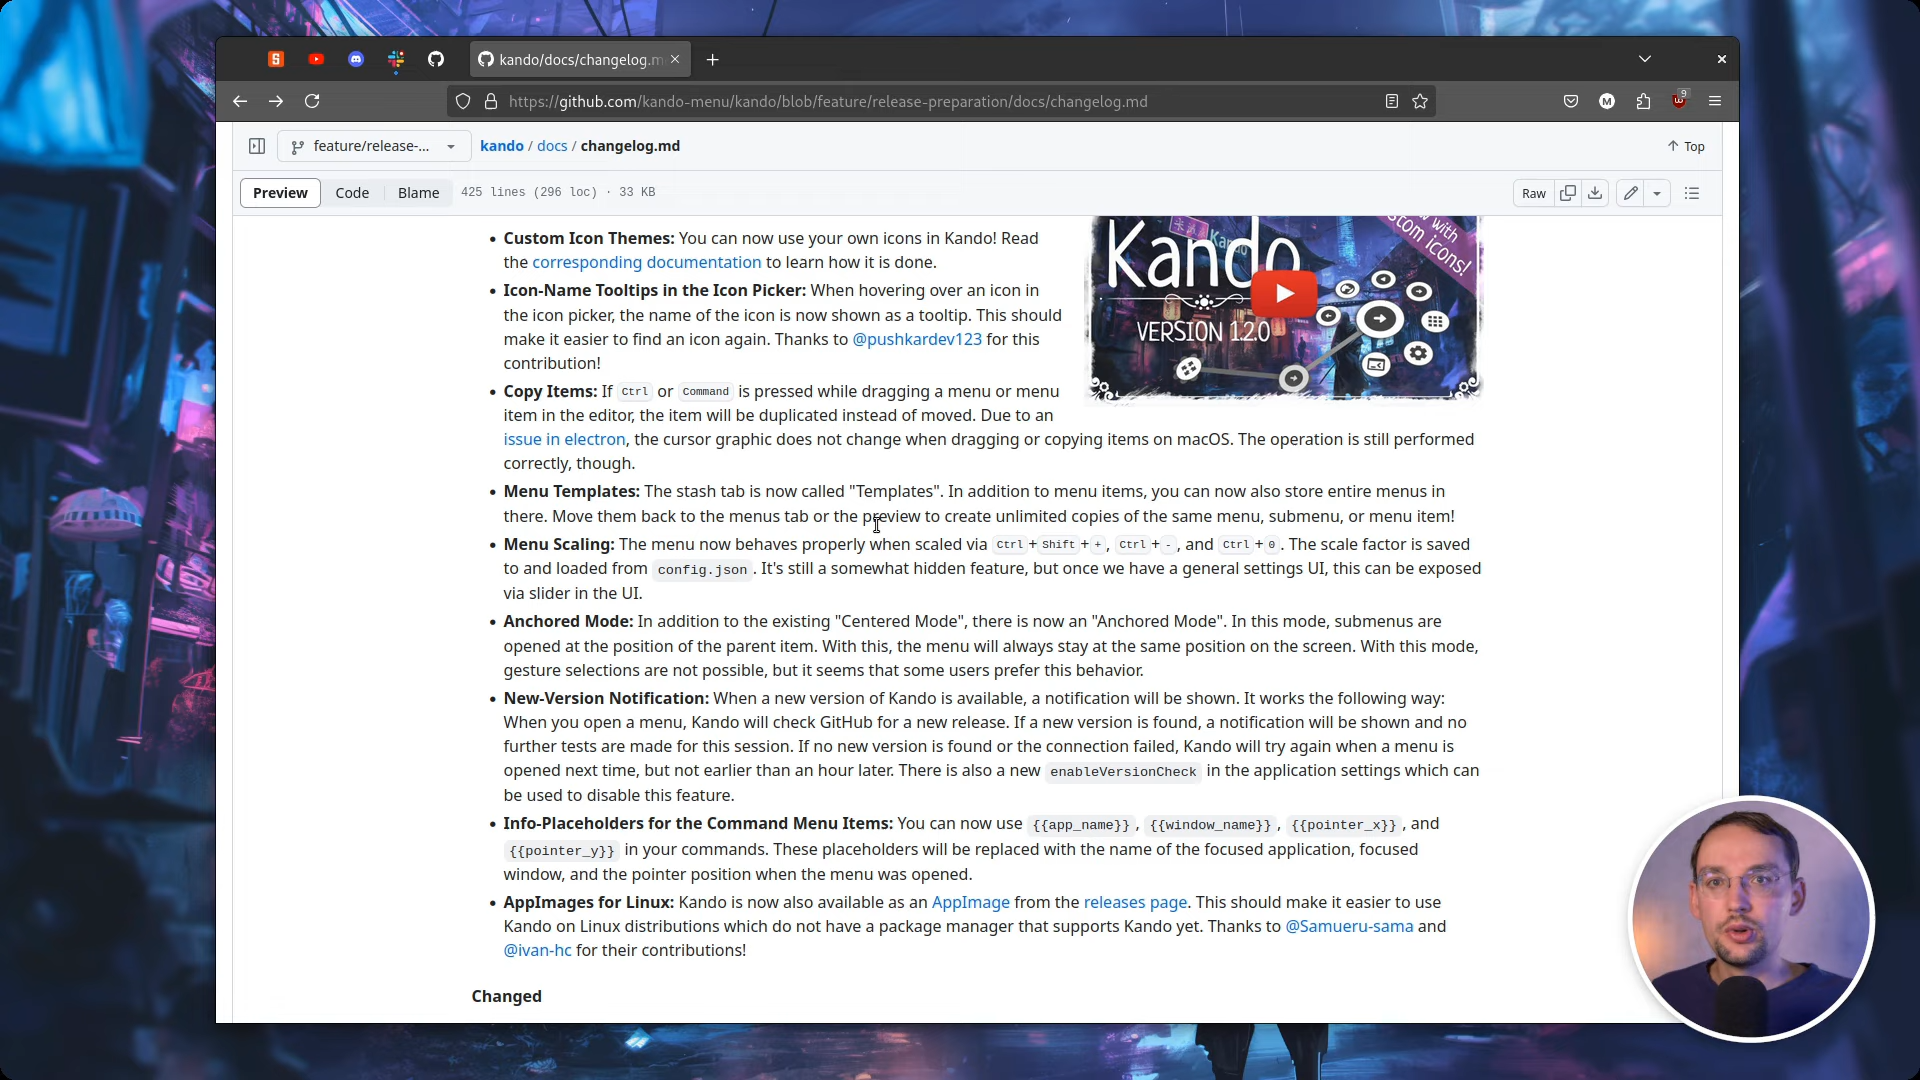 kando/docs/changelog.m
https://github.com/kando-menu/kando/blob/feature/release-preparation/docs/changelog.md
9
feature/release-...
kando / docs / changelog.md
Top
Preview
Code
Blame
425 lines (296 loc) · 33 KB
Raw
Custom Icon Themes: You can now use your own icons in Kando! Read
the corresponding documentation to learn how it is done.
Icon-Name Tooltips in the Icon Picker: When hovering over an icon in
the icon picker, the name of the icon is now shown as a tooltip. This should
make it easier to find an icon again. Thanks to @pushkardev123 for this
contribution!
Kando
VERSION 1.2.0
with
stom icons!
Copy Items: If Ctrl or Command is pressed while dragging a menu or menu
item in the editor, the item will be duplicated instead of moved. Due to an
issue in electron, the cursor graphic does not change when dragging or copying items on macOS. The operation is still performed
correctly, though.
Menu Templates: The stash tab is now called "Templates". In addition to menu items, you can now also store entire menus in
there. Move them back to the menus tab or the preview to create unlimited copies of the same menu, submenu, or menu item!
Menu Scaling: The menu now behaves properly when scaled via Ctrl+Shift++, Ctrl+-, and Ctrl+0. The scale factor is saved
to and loaded from config.json. It's still a somewhat hidden feature, but once we have a general settings UI, this can be exposed
via slider in the UI.
Anchored Mode: In addition to the existing "Centered Mode", there is now an "Anchored Mode". In this mode, submenus are
opened at the position of the parent item. With this, the menu will always stay at the same position on the screen. With this mode,
gesture selections are not possible, but it seems that some users prefer this behavior.
New-Version Notification: When a new version of Kando is available, a notification will be shown. It works the following way:
When you open a menu, Kando will check GitHub for a new release. If a new version is found, a notification will be shown and no
further tests are made for this session. If no new version is found or the connection failed, Kando will try again when a menu is
opened next time, but not earlier than an hour later. There is also a new enableVersionCheck in the application settings which can
be used to disable this feature.
Info-Placeholders for the Command Menu Items: You can now use {{app_name}}, {{window_name}}, {{pointer_x}}, and
{{pointer_y}} in your commands. These placeholders will be replaced with the name of the focused application, focused
window, and the pointer position when the menu was opened.
AppImages for Linux: Kando is now also available as an AppImage from the releases page. This should make it easier to use
Kando on Linux distributions which do not have a package manager that supports Kando yet. Thanks to @Samueru-sama and
@ivan-hc for their contributions!
Changed